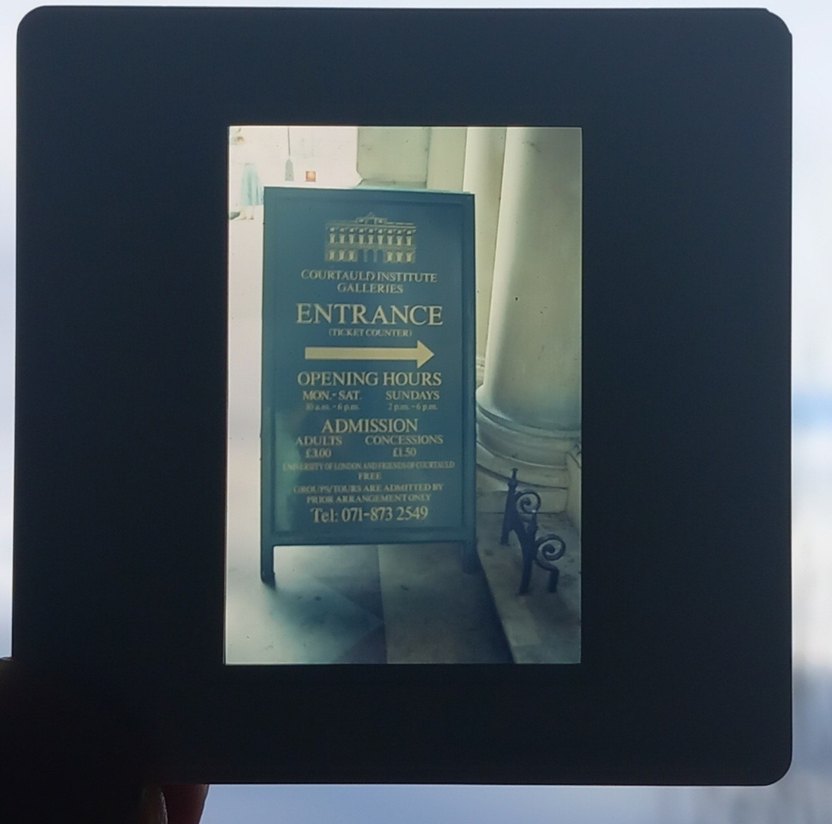 COURTAULD INSTITUTE
GALLERIES
ENTRANCE
(TICKET COUNTER)
OPENING HOURS
MON.- SAT. SUNDAYS
10 a.m. - 6 p.m. 2 p.m. - 6 p.m.
ADMISSION
ADULTS CONCESSIONS
£3.00 £1.50
UNIVERSITY OF LONDON AND FRIENDS OF COURTAULD
FREE
GROUPS/TOURS ARE ADMITTED BY
PRIOR ARRANGEMENT ONLY
Tel: 071-873 2549